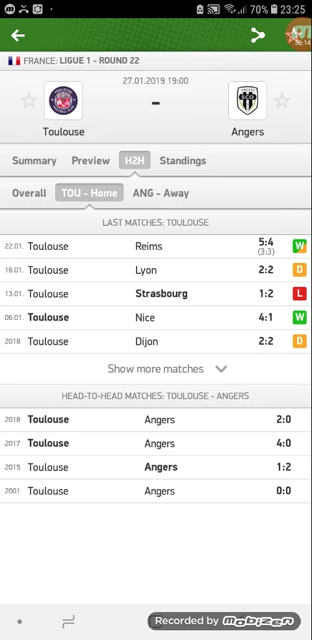 70% 23:25
36:14
FRANCE: LIGUE 1 - ROUND 22
27.01.2019 19:00
-
Toulouse Angers
Summary Preview H2H Standings
Overall TOU - Home ANG - Away
LAST MATCHES: TOULOUSE
22.01. Toulouse Reims 5:4 (3:3) W
16.01. Toulouse Lyon 2:2 D
13.01. Toulouse Strasbourg 1:2 L
06.01. Toulouse Nice 4:1 W
2018 Toulouse Dijon 2:2 D
Show more matches
HEAD-TO-HEAD MATCHES: TOULOUSE - ANGERS
2018 Toulouse Angers 2:0
2017 Toulouse Angers 4:0
2015 Toulouse Angers 1:2
2001 Toulouse Angers 0:0
Recorded by Mobizen